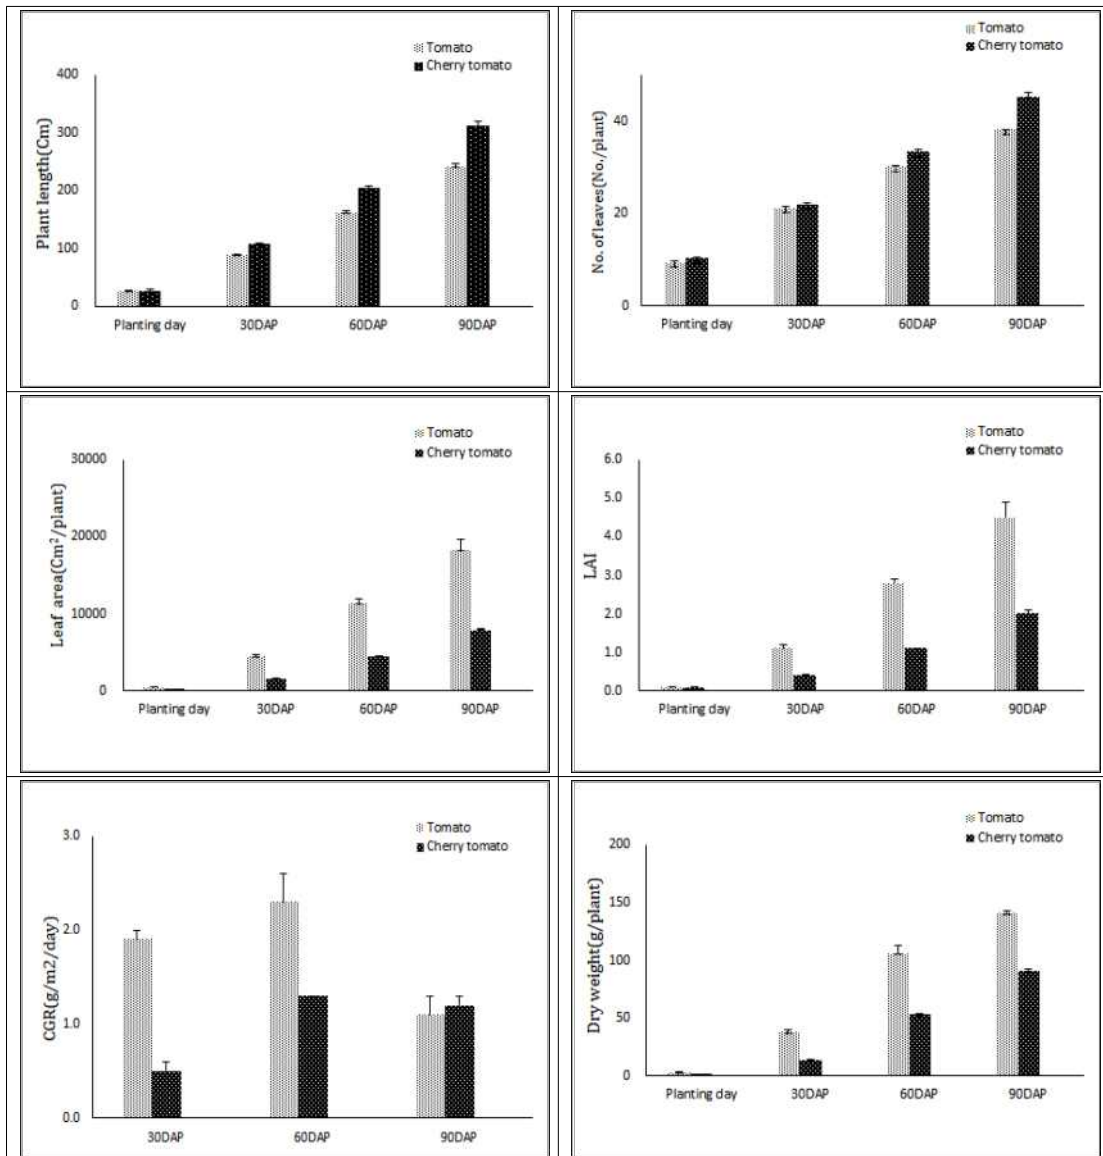 Tomato
Cherry tomato
Plant length(Cm)
400
300
200
100
0
Planting day 30DAP 60DAP 90DAP
Tomato
Cherry tomato
No. of leaves(No./plant)
40
20
0
Planting day 30DAP 60DAP 90DAP
Tomato
Cherry tomato
Leaf area(Cm²/plant)
30000
20000
10000
0
Planting day 30DAP 60DAP 90DAP
Tomato
Cherry tomato
LAI
6.0
5.0
4.0
3.0
2.0
1.0
0.0
Planting day 30DAP 60DAP 90DAP
Tomato
Cherry tomato
CGR(g/m2/day)
3.0
2.0
1.0
0.0
30DAP 60DAP 90DAP
Tomato
Cherry tomato
Dry weight(g/plant)
200
150
100
50
0
Planting day 30DAP 60DAP 90DAP